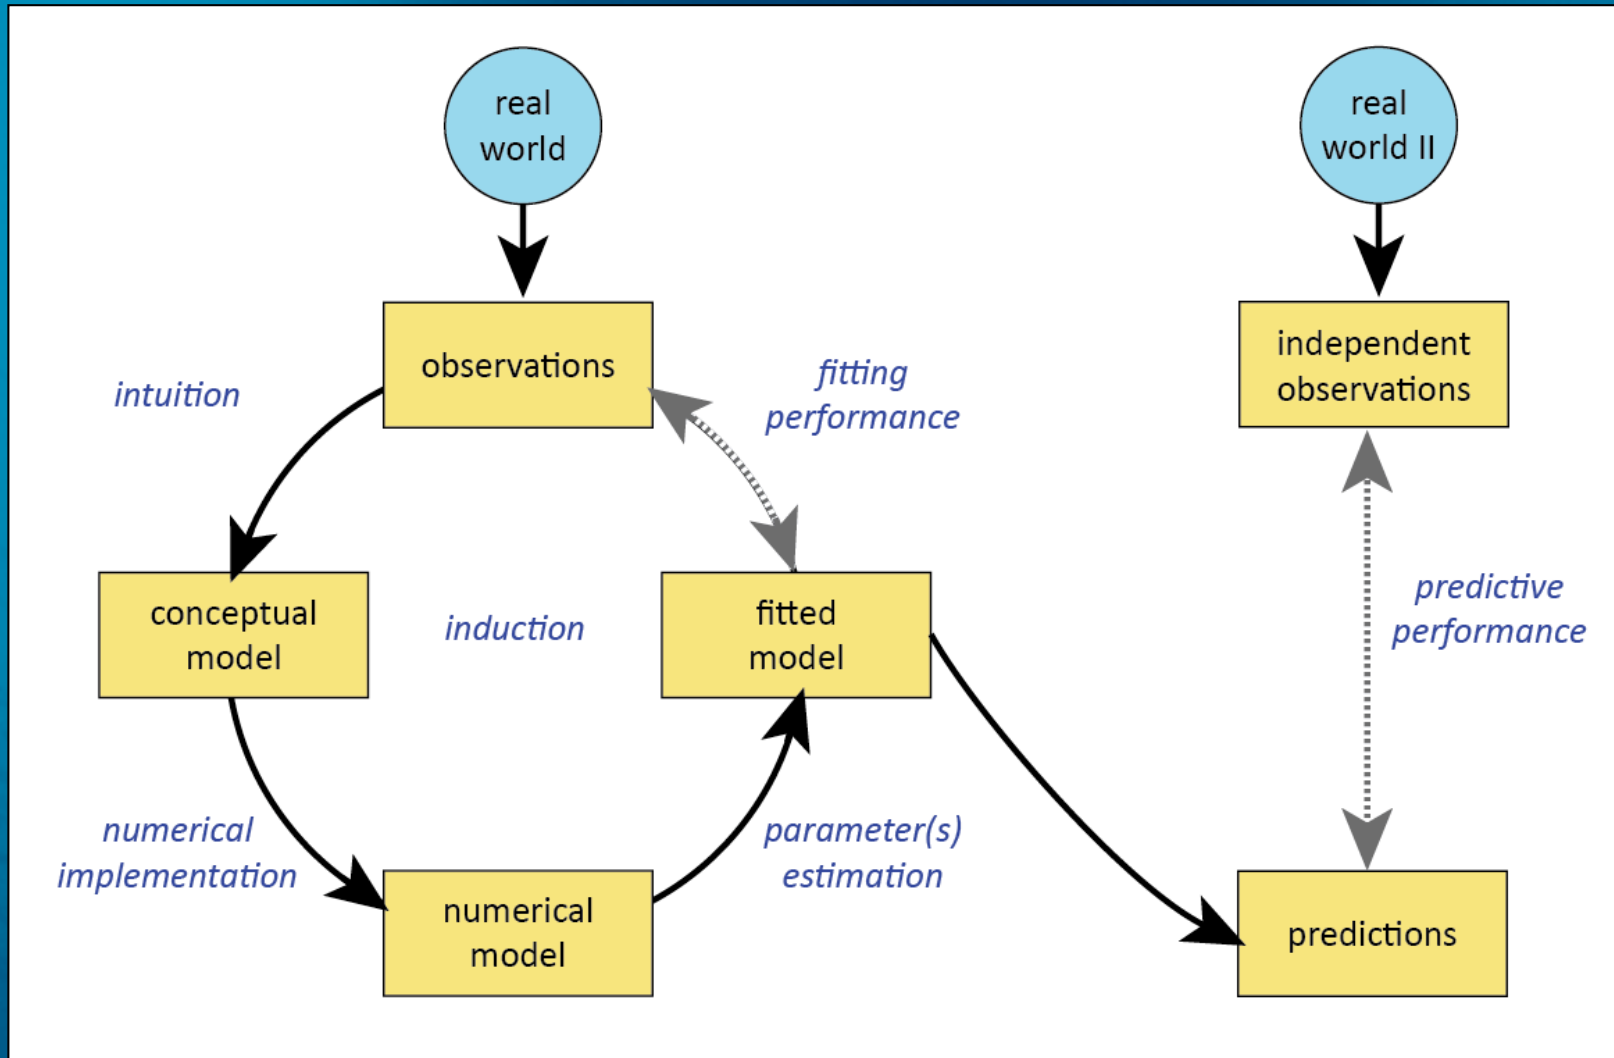 real
world
real
world II
observations
independent
observations
intuition
fitting
performance
conceptual
model
induction
fitted
model
predictive
performance
numerical
implementation
parameter(s)
estimation
numerical
model
predictions